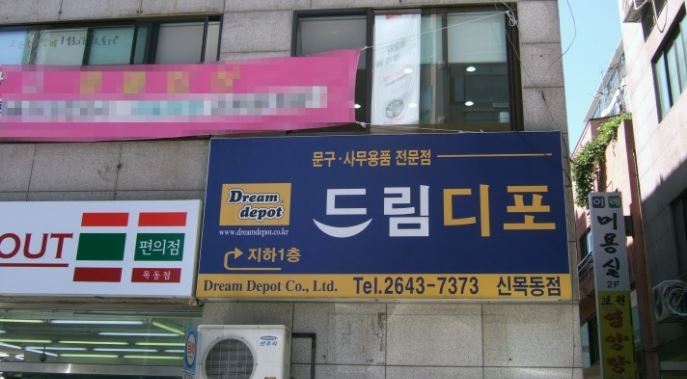 문구·사무용품 전문점
Dream depot
www.dreamdepot.co.kr
드림디포
지하1층
Dream Depot Co., Ltd. Tel.2643-7373 신목동점
OUT
편의점
목동점
미용실
2F